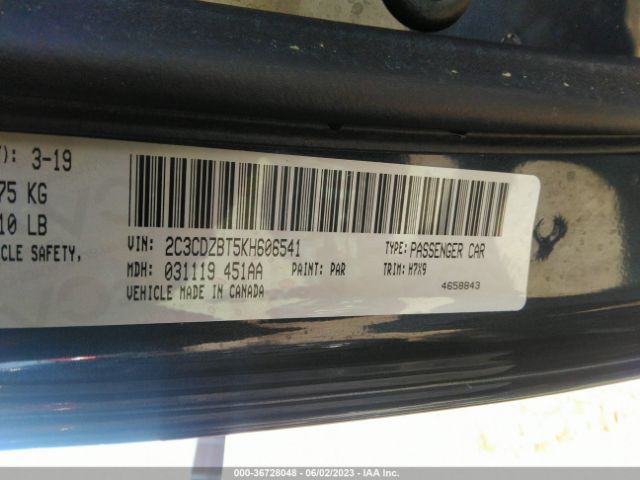 '): 3-19
75 KG
10 LB
CLE SAFETY,
VIN: 2C3CDZBT5KH606541
TYPE: PASSENGER CAR
MDH: 031119 451AA
PAINT: PAR
TRIM: H7X9
VEHICLE MADE IN CANADA
4658843
000-36728048 - 06/02/2023 - IAA Inc.